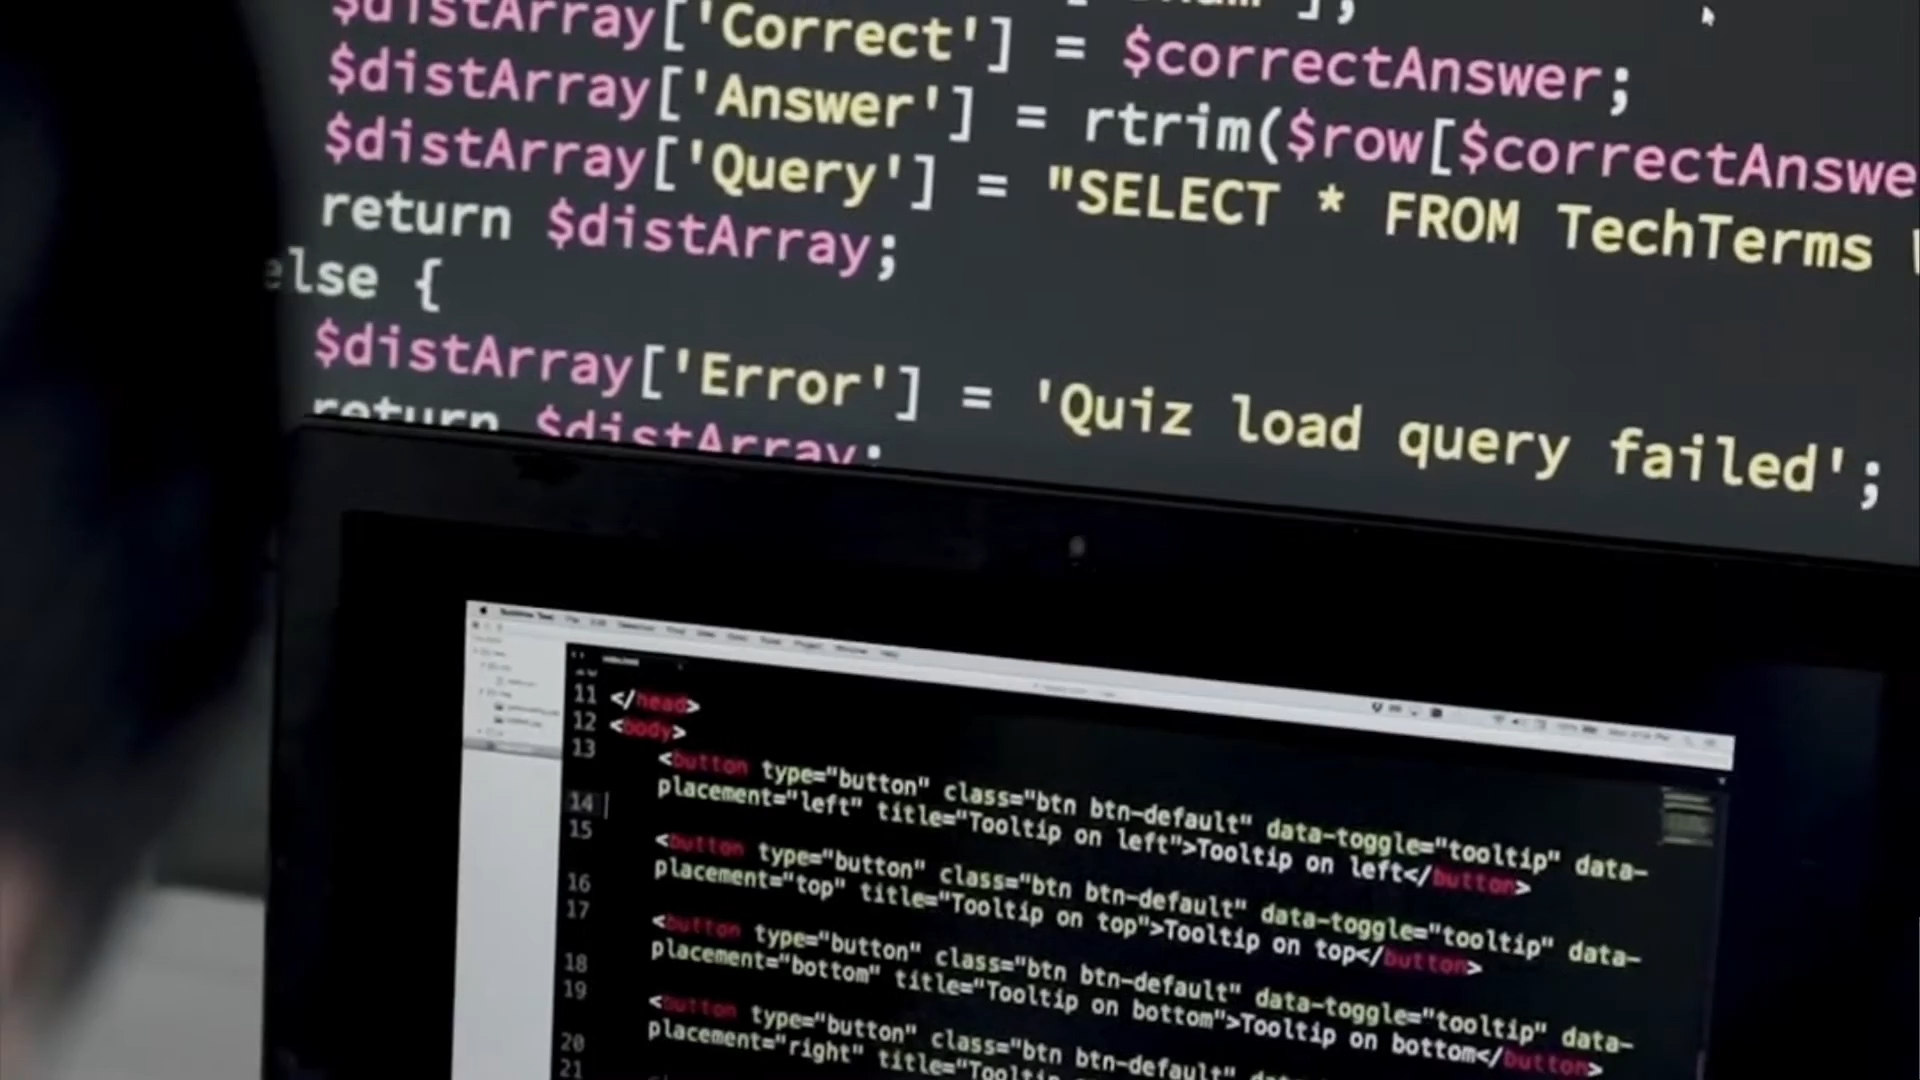 $distArray['Correct'] = $correctAnswer;
$distArray['Answer'] = rtrim($row[$correctAnswe
$distArray['Query'] = "SELECT * FROM TechTerms
return $distArray;
else {
$distArray['Error'] = 'Quiz load query failed';
return $distArray;
11 </head>
12 <body>
13
<button type="button" class="btn btn-default" data-toggle="tooltip" data-
14 placement="left" title="Tooltip on left">Tooltip on left</button>
15
<button type="button" class="btn btn-default" data-toggle="tooltip" data-
16 placement="top" title="Tooltip on top">Tooltip on top</button>
17
<button type="button" class="btn btn-default" data-toggle="tooltip" data-
18 placement="bottom" title="Tooltip on bottom">Tooltip on bottom</button>
19
<button type="button" class="btn btn-default"
20 placement="right" title="Tooltip
21